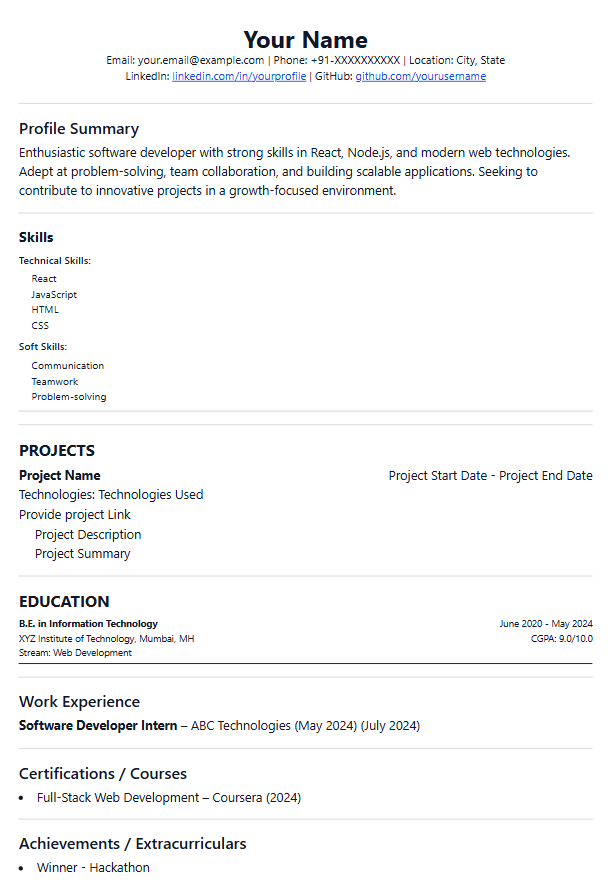 Your Name
Email: your.email@example.com | Phone: +91-XXXXXXXXXX | Location: City, State
LinkedIn: linkedin.com/in/yourprofile | GitHub: github.com/yourusername
Profile Summary
Enthusiastic software developer with strong skills in React, Node.js, and modern web technologies.
Adept at problem-solving, team collaboration, and building scalable applications. Seeking to
contribute to innovative projects in a growth-focused environment.
Skills
Technical Skills:
React
JavaScript
HTML
CSS
Soft Skills:
Communication
Teamwork
Problem-solving
PROJECTS
Project Name Project Start Date - Project End Date
Technologies: Technologies Used
Provide project Link
Project Description
Project Summary
EDUCATION
B.E. in Information Technology June 2020 - May 2024
XYZ Institute of Technology, Mumbai, MH CGPA: 9.0/10.0
Stream: Web Development
Work Experience
Software Developer Intern – ABC Technologies (May 2024) (July 2024)
Certifications / Courses
• Full-Stack Web Development – Coursera (2024)
Achievements / Extracurriculars
• Winner - Hackathon